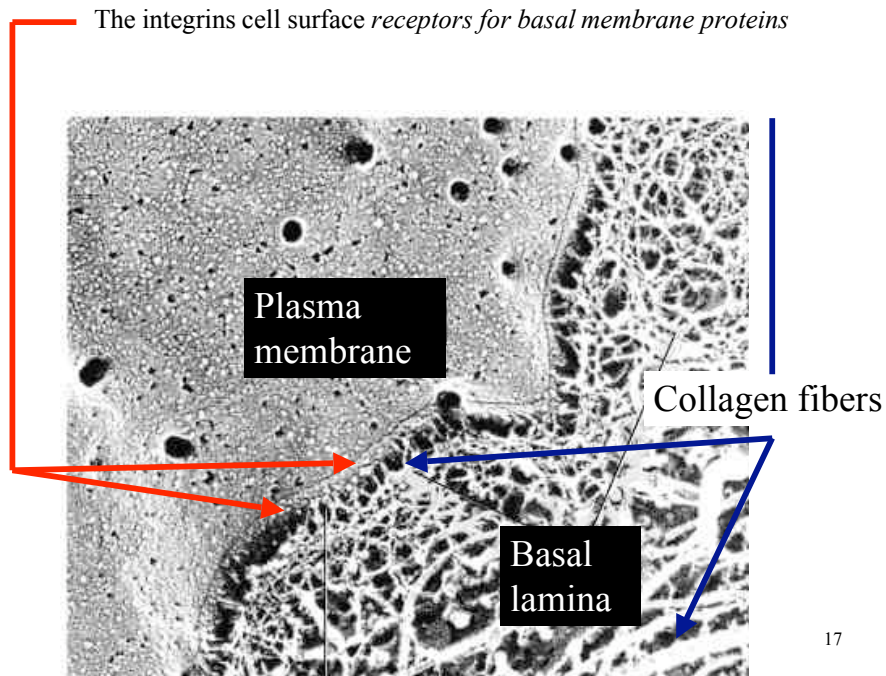 The integrins cell surface receptors for basal membrane proteins
Plasma
membrane
Collagen fibers
Basal
lamina
17